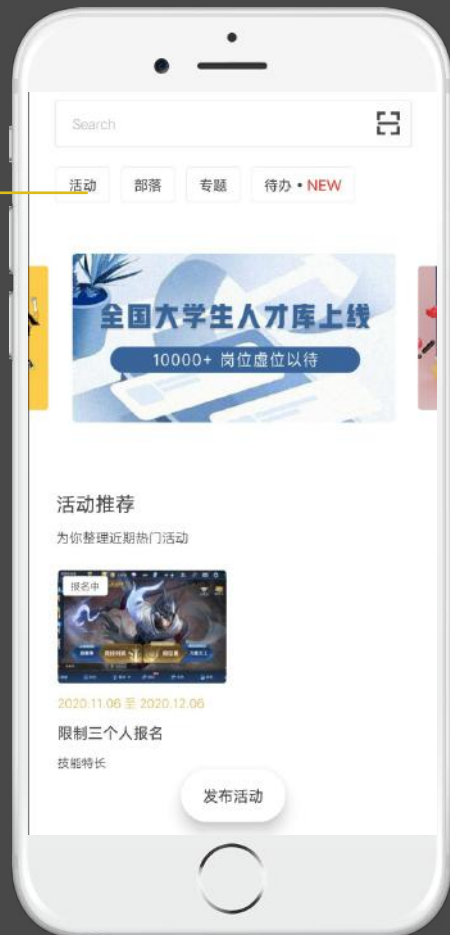 Search
活动
部落
专题
待办 • NEW
全国大学生人才库上线
10000+ 岗位虚位以待
活动推荐
为你整理近期热门活动
报名中
2020.11.06 至 2020.12.06
限制三个人报名
技能特长
发布活动